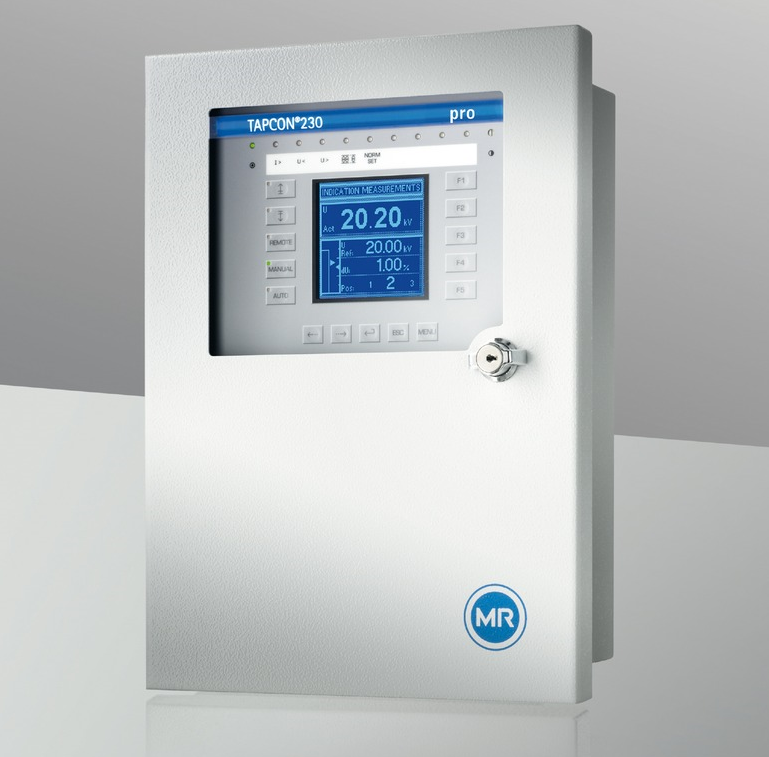 TAPCON®230 pro
I > U < U > NORM SET
F1
F2
REMOTE F3
MANUAL F4
AUTO F5
INDICATION MEASUREMENTS
U
Act 20.20 kV
U
Ref: 20.00 kV
dU: 1.00 %
Pos: 1 2 3
ESC MENU
MR